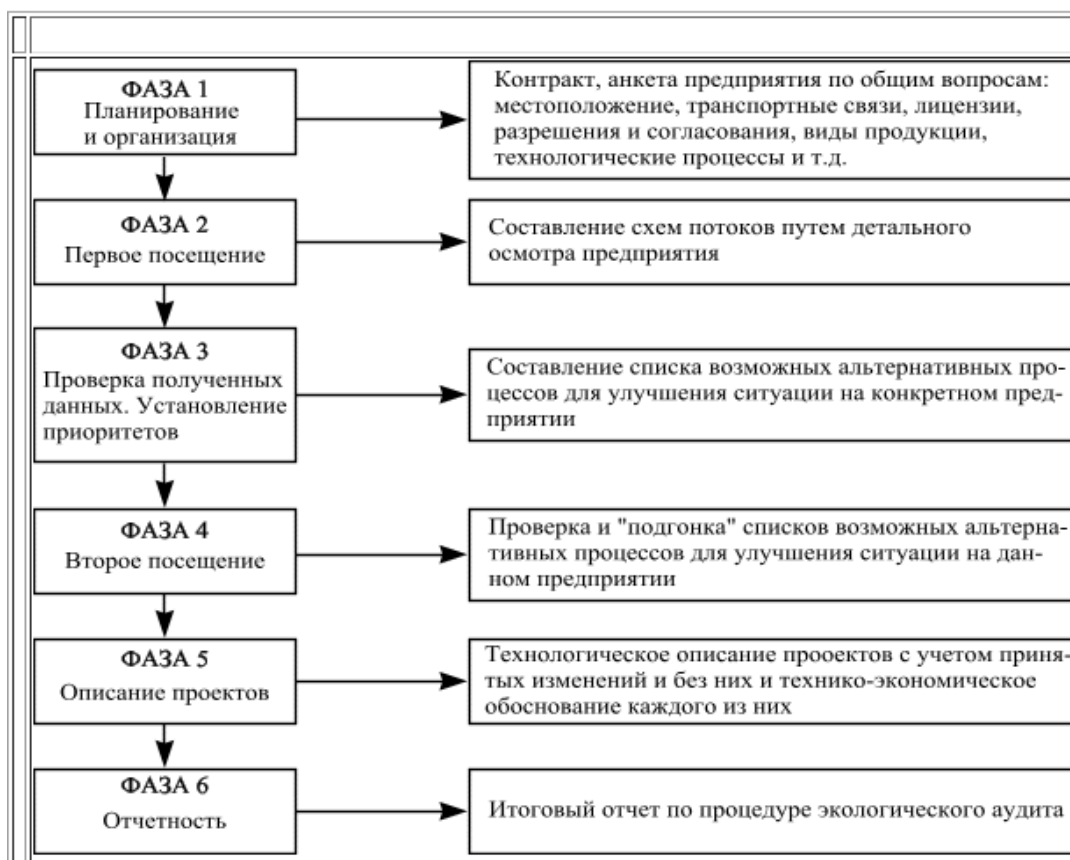 ФАЗА 1
Планирование
и организация
Контракт, анкета предприятия по общим вопросам:
местоположение, транспортные связи, лицензии,
разрешения и согласования, виды продукции,
технологические процессы и т.д.
ФАЗА 2
Первое посещение
Составление схем потоков путем детального
осмотра предприятия
ФАЗА 3
Проверка полученных
данных. Установление
приоритетов
Составление списка возможных альтернативных про-
цессов для улучшения ситуации на конкретном пред-
приятии
ФАЗА 4
Второе посещение
Проверка и "подгонка" списков возможных альтерна-
тивных процессов для улучшения ситуации на дан-
ном предприятии
ФАЗА 5
Описание проектов
Технологическое описание прооектов с учетом приня-
тых изменений и без них и технико-экономическое
обоснование каждого из них
ФАЗА 6
Отчетность
Итоговый отчет по процедуре экологического аудита